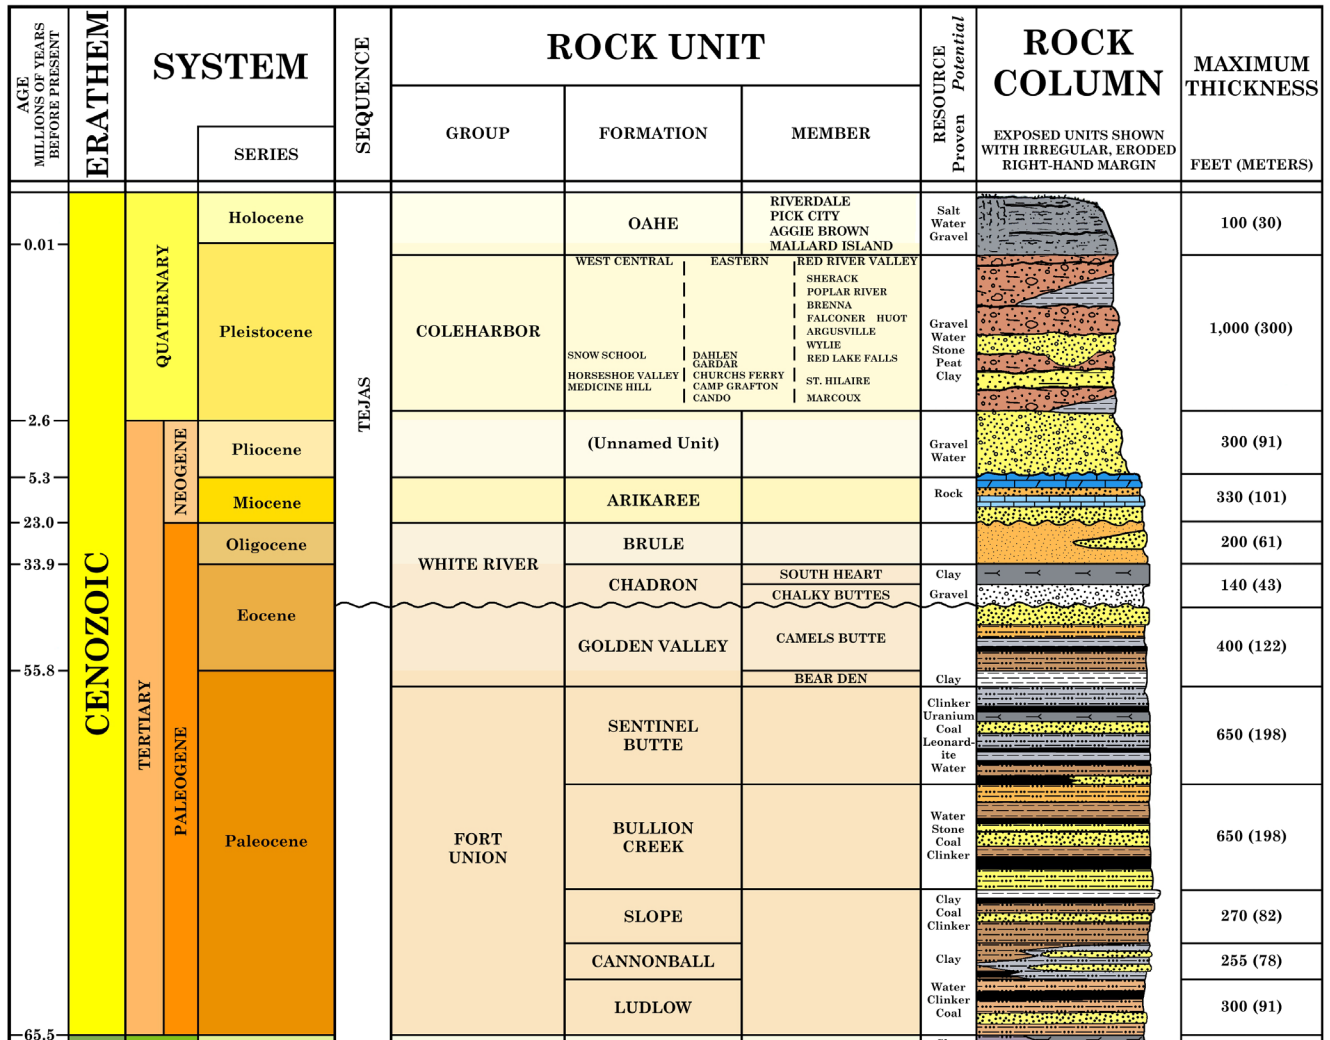 AGE
MILLIONS OF YEARS
BEFORE PRESENT
ERATHEM
SYSTEM
SERIES
SEQUENCE
ROCK UNIT
GROUP
FORMATION
MEMBER
RESOURCE
Proven Potential
ROCK
COLUMN
EXPOSED UNITS SHOWN
WITH IRREGULAR, ERODED
RIGHT-HAND MARGIN
MAXIMUM
THICKNESS
FEET (METERS)
0.01
2.6
5.3
23.0
33.9
55.8
65.5
CENOZOIC
QUATERNARY
TERTIARY
NEOGENE
PALEOGENE
Holocene
Pleistocene
Pliocene
Miocene
Oligocene
Eocene
Paleocene
TEJAS
OAHE
RIVERDALE
PICK CITY
AGGIE BROWN
MALLARD ISLAND
Salt
Water
Gravel
100 (30)
COLEHARBOR
WEST CENTRAL
SNOW SCHOOL
HORSESHOE VALLEY
MEDICINE HILL
EASTERN
DAHLEN
GARDAR
CHURCHS FERRY
CAMP GRAFTON
CANDO
RED RIVER VALLEY
SHERACK
POPLAR RIVER
BRENNA
FALCONER HUOT
ARGUSVILLE
WYLIE
RED LAKE FALLS
ST. HILAIRE
MARCOUX
Gravel
Water
Stone
Peat
Clay
1,000 (300)
(Unnamed Unit)
Gravel
Water
300 (91)
ARIKAREE
Rock
330 (101)
WHITE RIVER
BRULE
200 (61)
CHADRON
SOUTH HEART
CHALKY BUTTES
Clay
Gravel
140 (43)
GOLDEN VALLEY
CAMELS BUTTE
BEAR DEN
Clay
400 (122)
FORT
UNION
SENTINEL
BUTTE
Clinker
Uranium
Coal
Leonard-
ite
Water
650 (198)
BULLION
CREEK
Water
Stone
Coal
Clinker
650 (198)
SLOPE
Clay
Coal
Clinker
270 (82)
CANNONBALL
Clay
255 (78)
LUDLOW
Water
Clinker
Coal
300 (91)